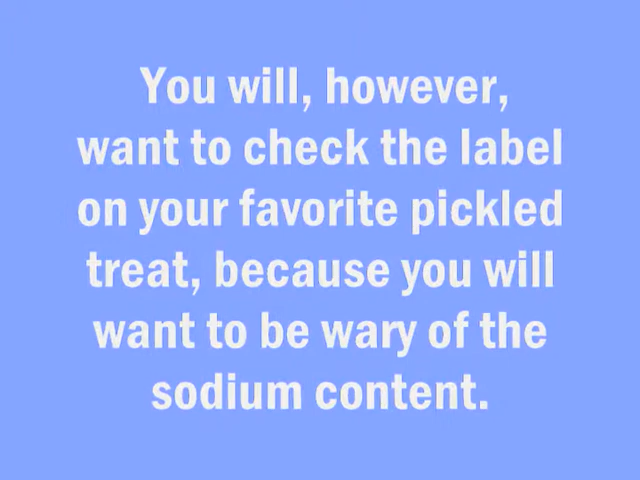 You will, however,
want to check the label
on your favorite pickled
treat, because you will
want to be wary of the
sodium content.